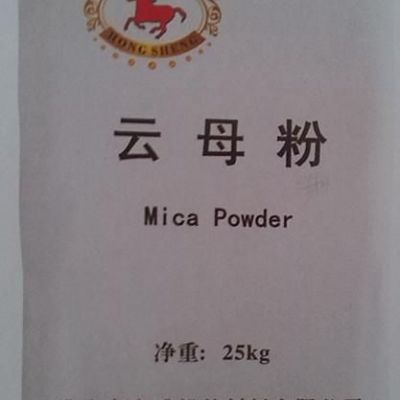 HONG SHENG
云母粉
Mica Powder
净重: 25kg